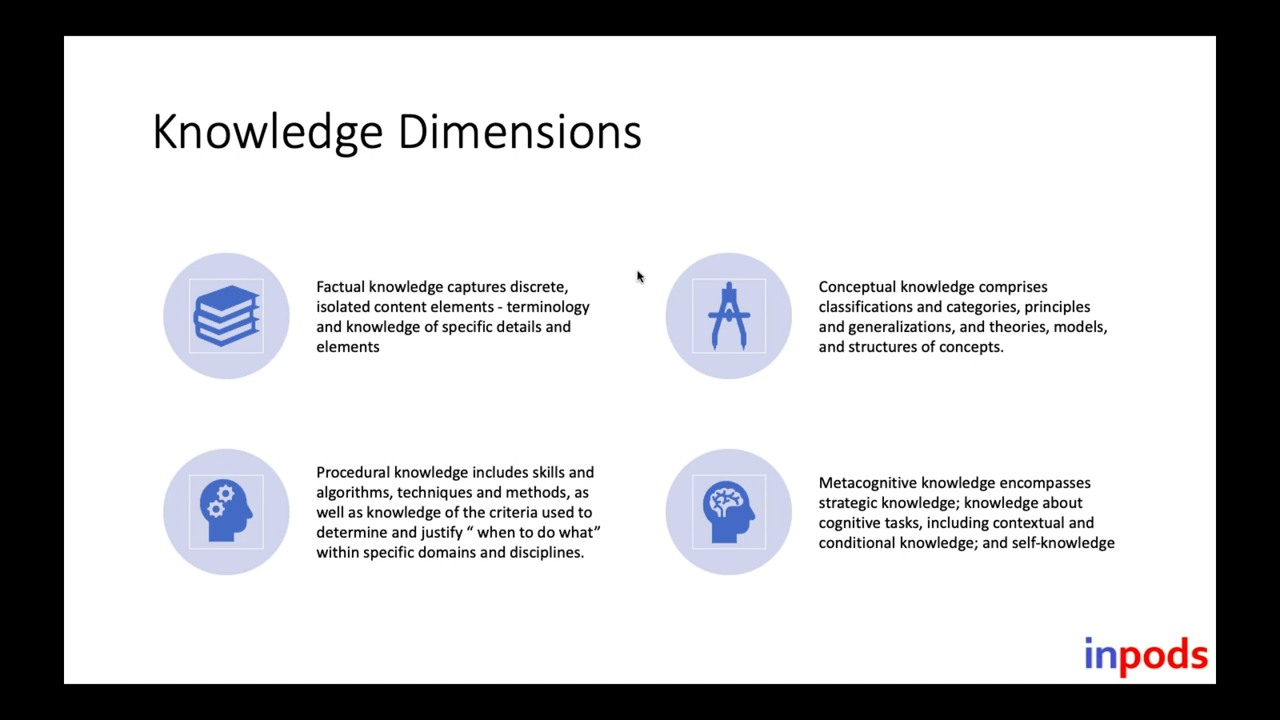 Knowledge Dimensions
Factual knowledge captures discrete,
isolated content elements - terminology
and knowledge of specific details and
elements
Conceptual knowledge comprises
classifications and categories, principles
and generalizations, and theories, models,
and structures of concepts.
Procedural knowledge includes skills and
algorithms, techniques and methods, as
well as knowledge of the criteria used to
determine and justify “ when to do what”
within specific domains and disciplines.
Metacognitive knowledge encompasses
strategic knowledge; knowledge about
cognitive tasks, including contextual and
conditional knowledge; and self-knowledge
inpods